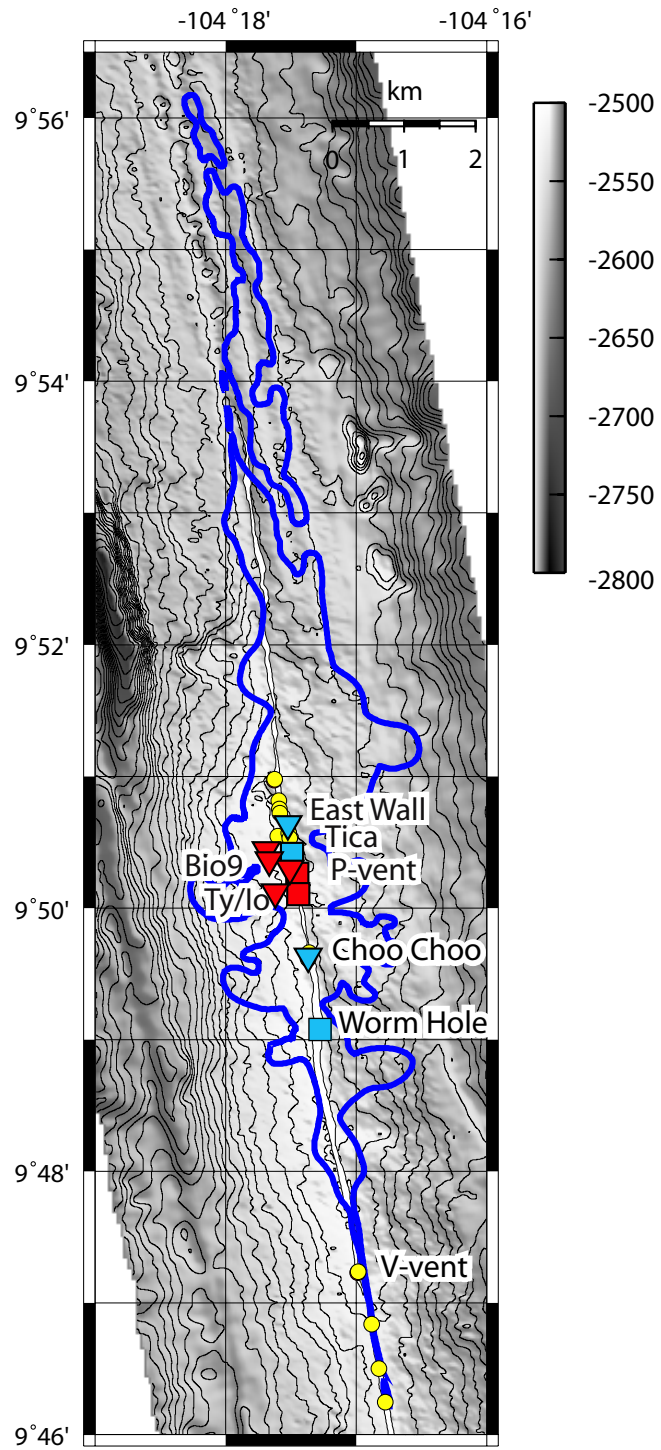 -104˚18'
-104˚16'
km
0
1
2
9˚56'
9˚54'
9˚52'
9˚50'
9˚48'
9˚46'
-2500
-2550
-2600
-2650
-2700
-2750
-2800
East Wall
Tica
Bio9
P-vent
Ty/Io
Choo Choo
Worm Hole
V-vent